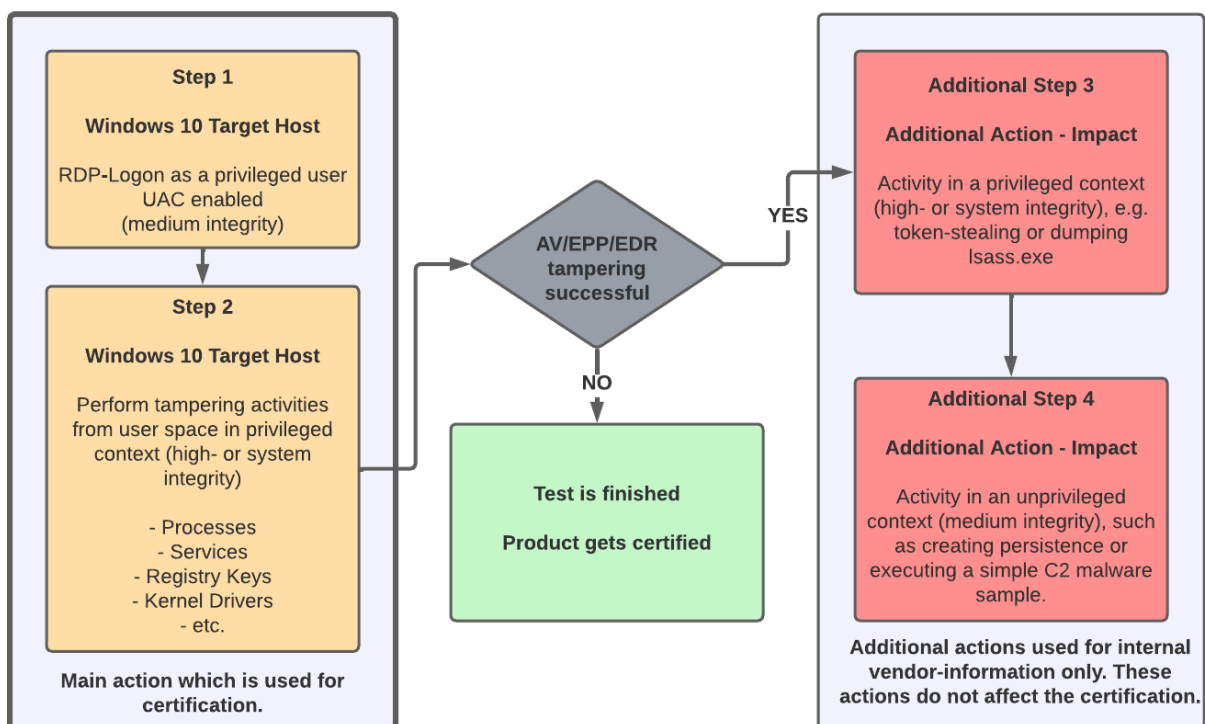 Step 1
Windows 10 Target Host
RDP-Logon as a privileged user
UAC enabled
(medium integrity)
Step 2
Windows 10 Target Host
Perform tampering activities
from user space in privileged
context (high- or system
integrity)
- Processes
- Services
- Registry Keys
- Kernel Drivers
- etc.
Main action which is used for
certification.
AV/EPP/EDR
tampering
successful
YES
NO
Test is finished
Product gets certified
Additional Step 3
Additional Action - Impact
Activity in a privileged context
(high- or system integrity), e.g.
token-stealing or dumping
lsass.exe
Additional Step 4
Additional Action - Impact
Activity in an unprivileged
context (medium integrity), such
as creating persistence or
executing a simple C2 malware
sample.
Additional actions used for internal
vendor-information only. These
actions do not affect the certification.